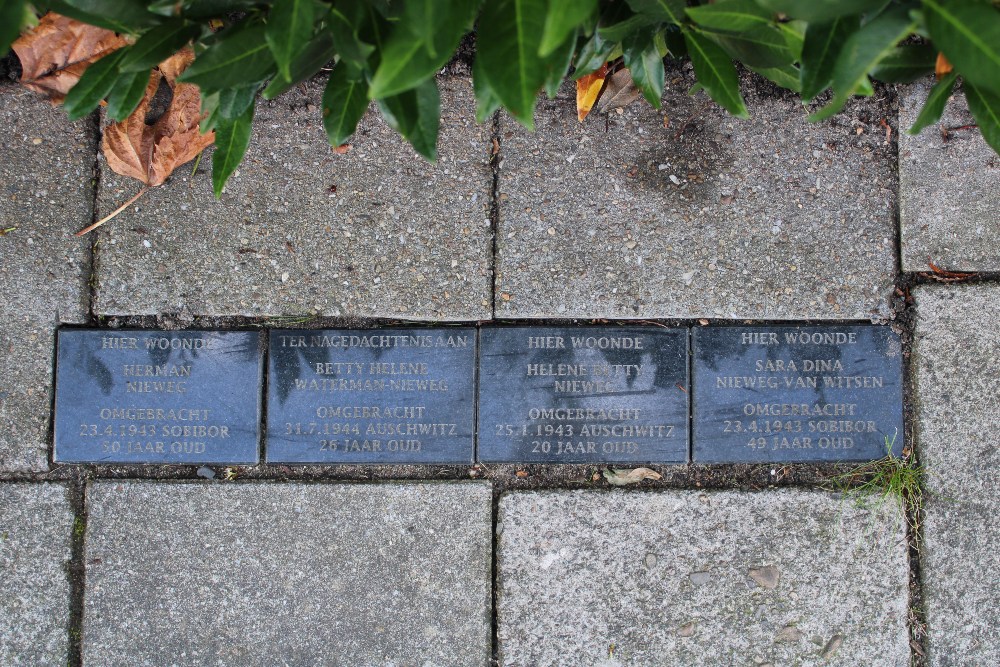 HIER WOONDE
HERMAN
NIEWEG
OMGEBRACHT
23.4.1943 SOBIBOR
50 JAAR OUD
TER NAGEDACHTENIS AAN
BETTY HELENE
WATERMAN-NIEWEG
OMGEBRACHT
31.7.1944 AUSCHWITZ
26 JAAR OUD
HIER WOONDE
HELENE BETTY
NIEWEG
OMGEBRACHT
25.1.1943 AUSCHWITZ
20 JAAR OUD
HIER WOONDE
SARA DINA
NIEWEG-VAN WITSEN
OMGEBRACHT
23.4.1943 SOBIBOR
49 JAAR OUD